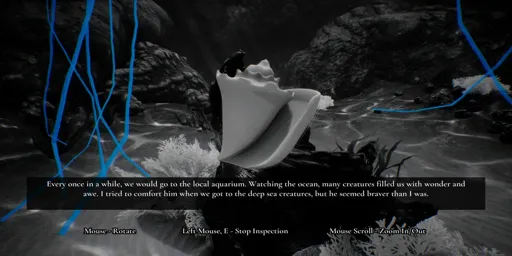 Every once in a while, we would go to the local aquarium. Watching the ocean, many creatures filled us with wonder and
awe. I tried to comfort him when we got to the deep sea creatures, but he seemed braver than I was.
Mouse - Rotate Left Mouse, E - Stop Inspection Mouse Scroll - Zoom In/Out